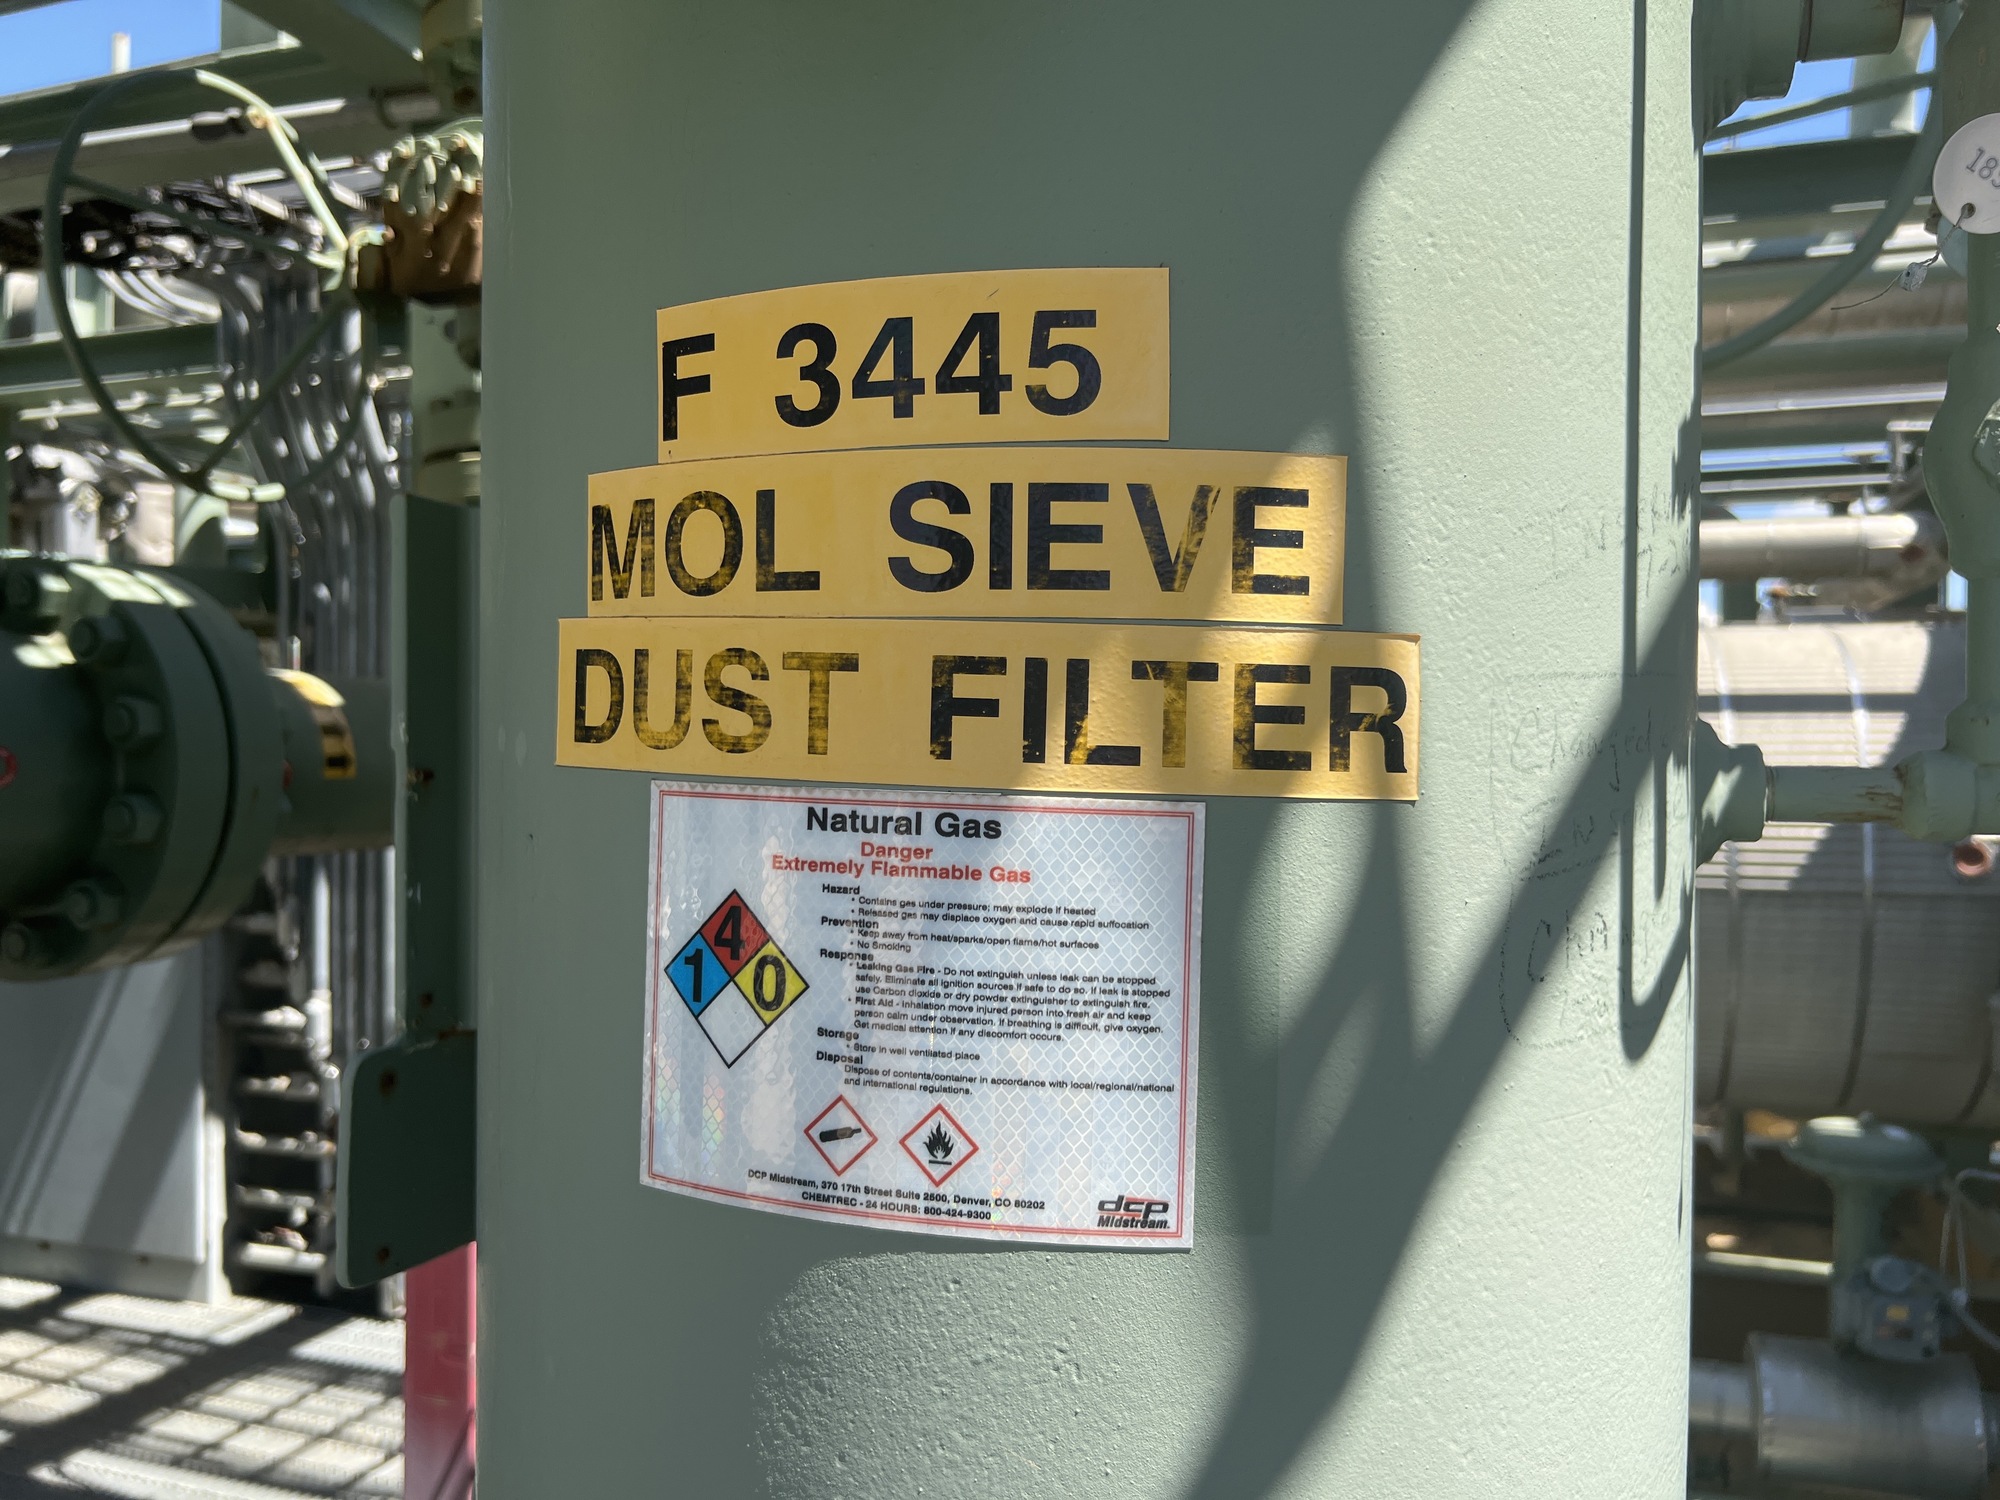 F 3445
MOL SIEVE
DUST FILTER
Natural Gas
Danger
Extremely Flammable Gas
Hazard
• Contains gas under pressure; may explode if heated
• Released gas may displace oxygen and cause rapid suffocation
Prevention
• Keep away from heat/sparks/open flame/hot surfaces
• No Smoking
Response
• Leaking Gas Fire - Do not extinguish unless leak can be stopped
safely. Eliminate all ignition sources if safe to do so. If leak is stopped
use Carbon dioxide or dry powder extinguisher to extinguish fire.
• First Aid - Inhalation move injured person into fresh air and keep
person calm under observation. If breathing is difficult, give oxygen.
Get medical attention if any discomfort occurs.
Storage
• Store in well ventilated place
Disposal
Dispose of contents/container in accordance with local/regional/national
and international regulations.
4
1
0
DCP Midstream, 370 17th Street Suite 2500, Denver, CO 80202
CHEMTREC - 24 HOURS: 800-424-9300
dcp
Midstream.
Changed